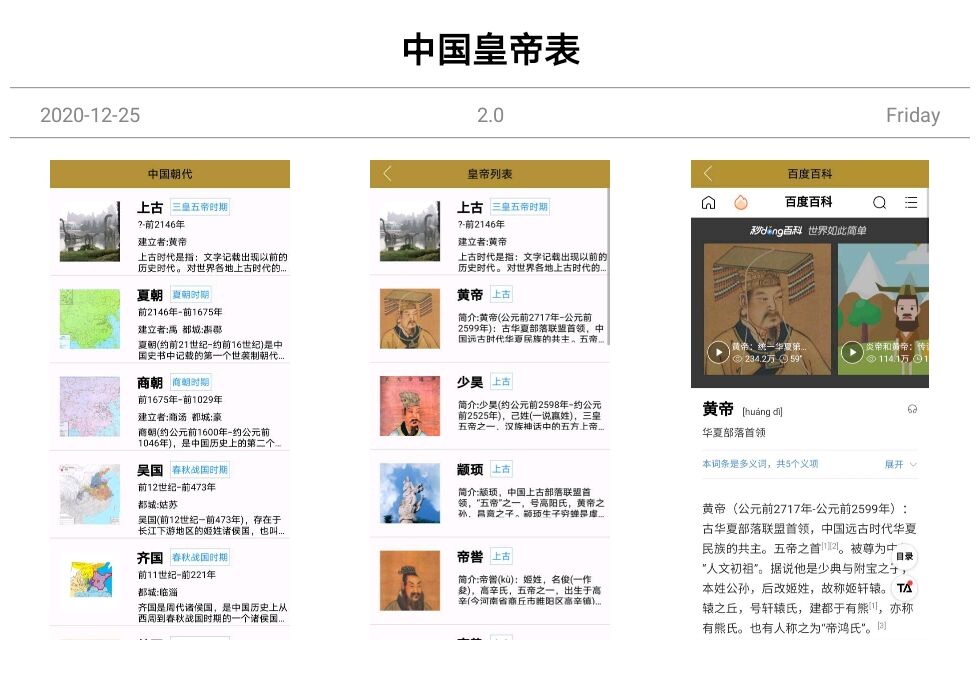 中国皇帝表
2020-12-25
2.0
Friday
中国朝代
上古 三皇五帝时期
?-前2146年
建立者:黄帝
上古时代是指：文字记载出现以前的
历史时代。对世界各地上古时代的...
夏朝 夏朝时期
前2146年-前1675年
建立者:禹 都城:斟鄩
夏朝(约前21世纪-约前16世纪)是中
国史书中记载的第一个世袭制朝代...
商朝 商朝时期
前1675年-前1029年
建立者:商汤 都城:亳
商朝(约公元前1600年-约公元前
1046年)，是中国历史上的第二个...
吴国 春秋战国时期
前12世纪-前473年
都城:姑苏
吴国(前12世纪—前473年)，存在于
长江下游地区的姬姓诸侯国，也叫...
齐国 春秋战国时期
前11世纪-前221年
都城:临淄
齐国是周代诸侯国，是中国历史上从
西周到春秋战国时期的一个诸侯国...
皇帝列表
上古 三皇五帝时期
?-前2146年
建立者:黄帝
上古时代是指：文字记载出现以前的
历史时代。对世界各地上古时代的...
黄帝 上古
简介:黄帝(公元前2717年-公元前
2599年)：古华夏部落联盟首领，中
国远古时代华夏民族的共主。五帝...
少昊 上古
简介:少昊(约公元前2598年-约公元
前2525年)，己姓(一说嬴姓)，三皇
五帝之一，汉族神话中的五方上帝...
颛顼 上古
简介:颛顼，中国上古部落联盟首
领，“五帝”之一，号高阳氏，黄帝之
孙，昌意之子。颛顼生子穷蝉是虞...
帝喾 上古
简介:帝喾(kù)：姬姓，名俊(一作
夋)，高辛氏，五帝之一，出生于高
辛(今河南省商丘市睢阳区高辛镇)...
百度百科
百度百科
秒dong百科 世界如此简单
黄帝：统一华夏第...
234.2万 59"
炎帝和黄帝：传
114.1万 1
黄帝 [huáng dì]
华夏部落首领
本词条是多义词，共5个义项
展开
黄帝（公元前2717年-公元前2599年）：
古华夏部落联盟首领，中国远古时代华夏
民族的共主。五帝之首[1][2]。被尊为中
“人文初祖”。据说他是少典与附宝之子，
本姓公孙，后改姬姓，故称姬轩辕。
辕之丘，号轩辕氏，建都于有熊[1]，亦称
有熊氏。也有人称之为“帝鸿氏”。[3]
目录
TA